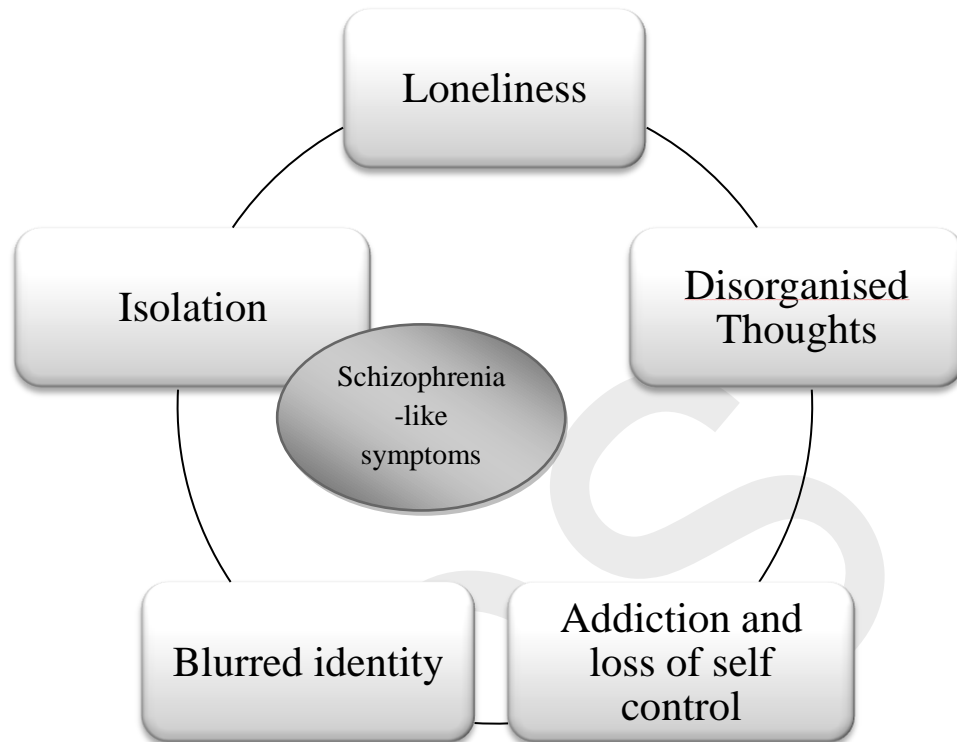 Loneliness
Disorganised
Thoughts
Isolation
Schizophrenia
-like
symptoms
Addiction and
loss of self
control
Blurred identity